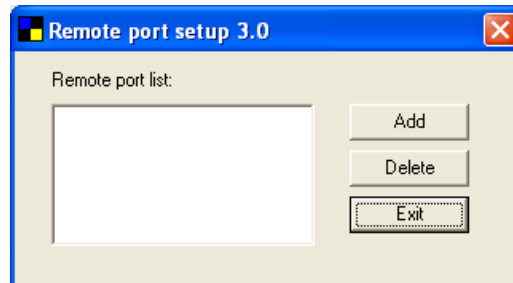 Remote port setup 3.0
Remote port list:
Add
Delete
Exit